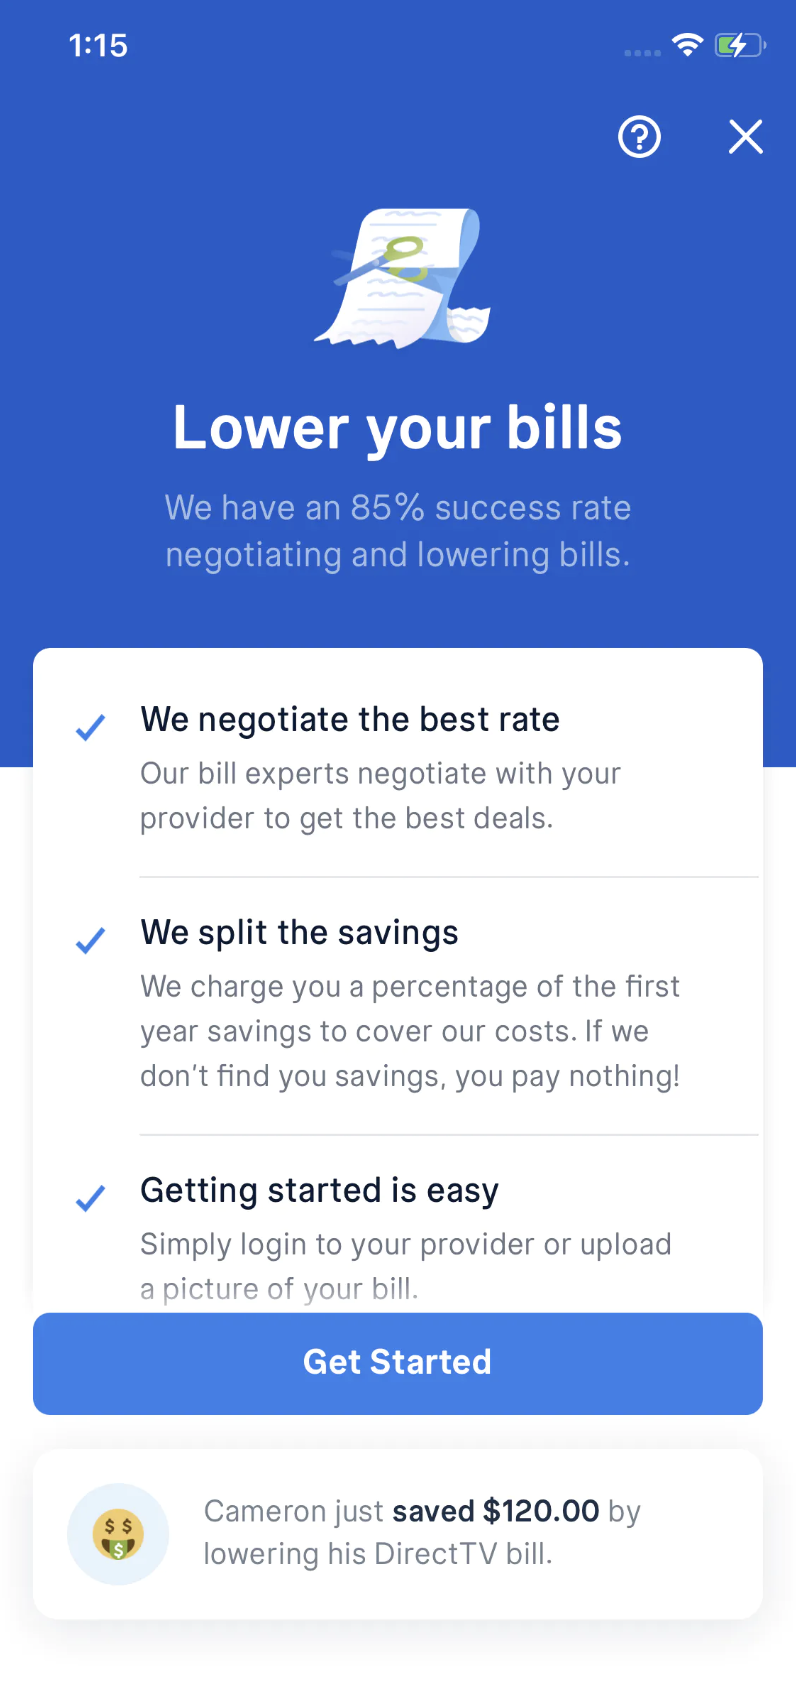 1:15
Lower your bills
We have an 85% success rate
negotiating and lowering bills.
We negotiate the best rate
Our bill experts negotiate with your
provider to get the best deals.
We split the savings
We charge you a percentage of the first
year savings to cover our costs. If we
don't find you savings, you pay nothing!
Getting started is easy
Simply login to your provider or upload
a picture of your bill.
Get Started
Cameron just saved $120.00 by
lowering his DirectTV bill.